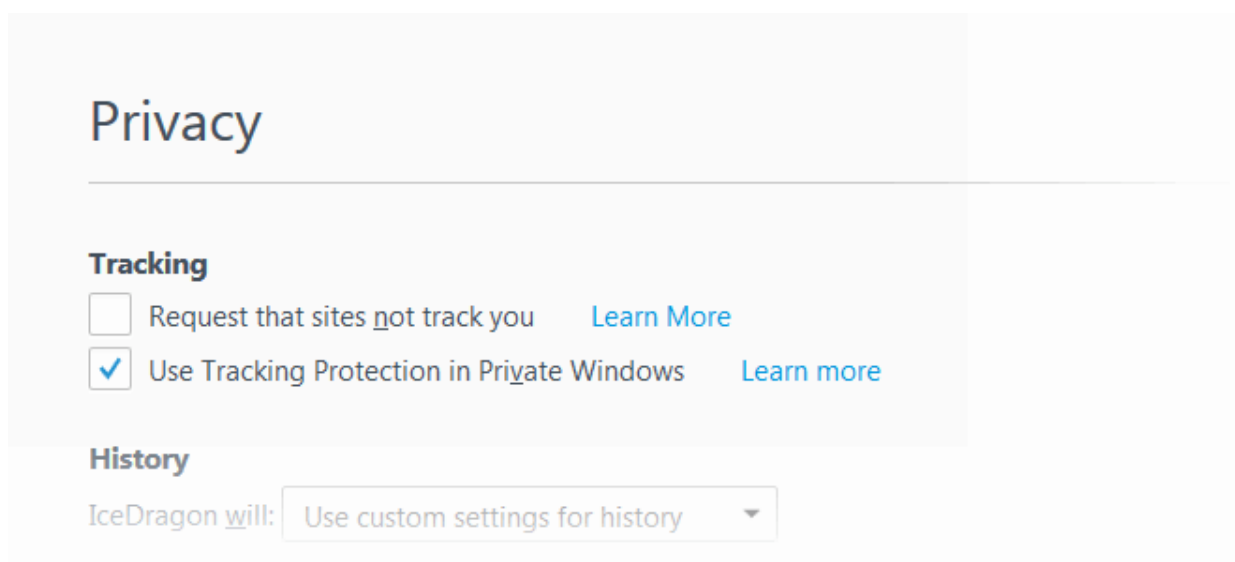 Privacy
Tracking
Request that sites not track you Learn More
Use Tracking Protection in Private Windows Learn more
History
IceDragon will: Use custom settings for history